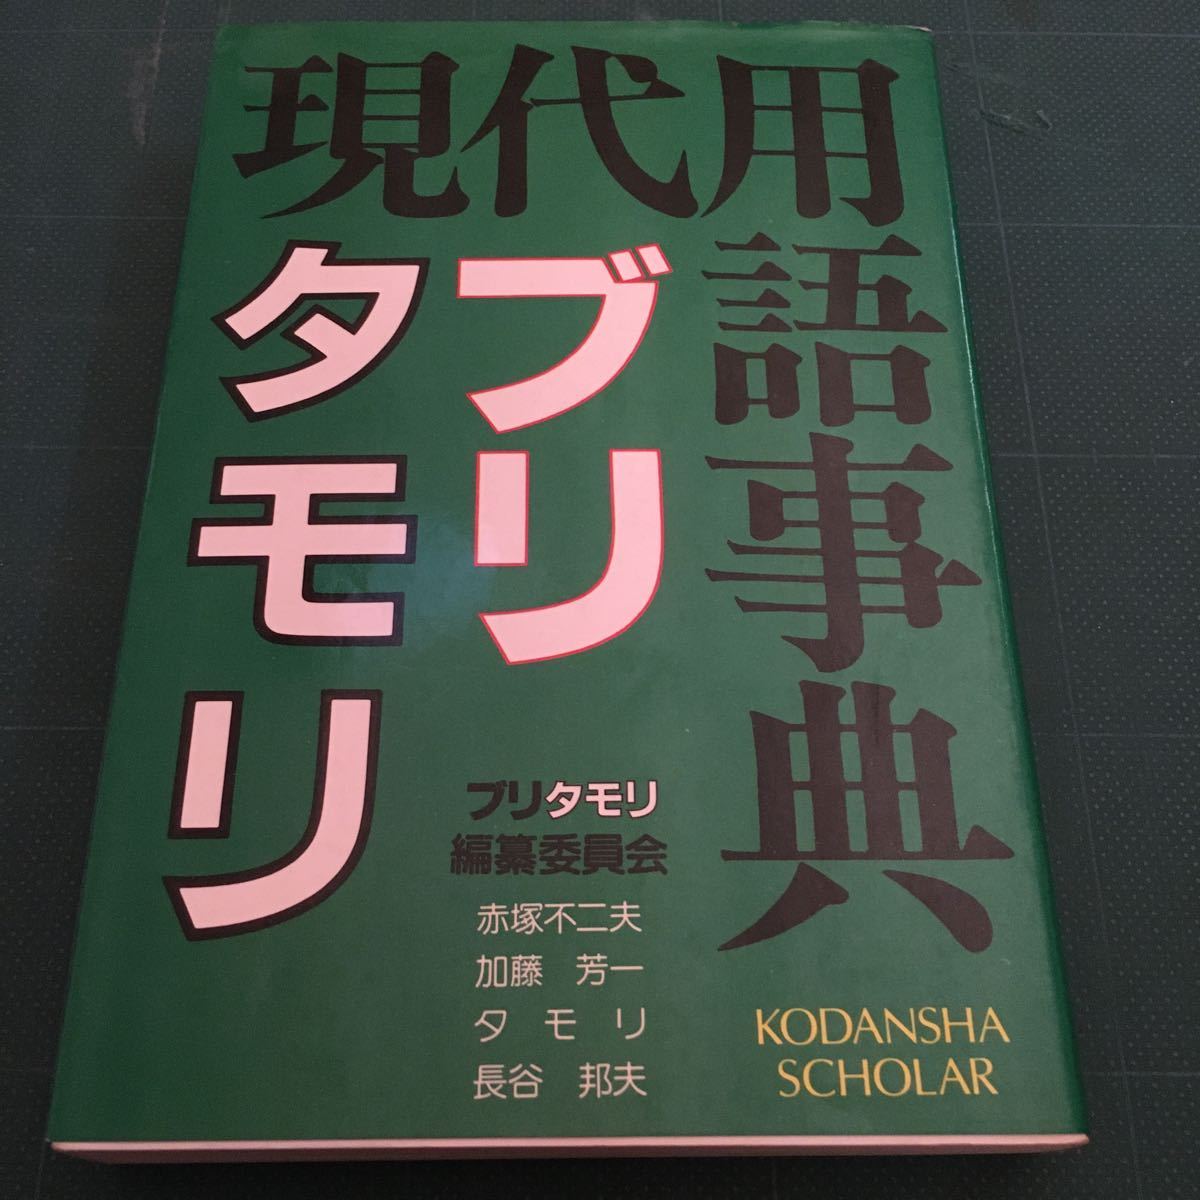 現代用語事典
ブリ
タモリ
ブリタモリ
編纂委員会
赤塚不二夫
加藤 芳一
タモリ
長谷 邦夫
KODANSHA
SCHOLAR